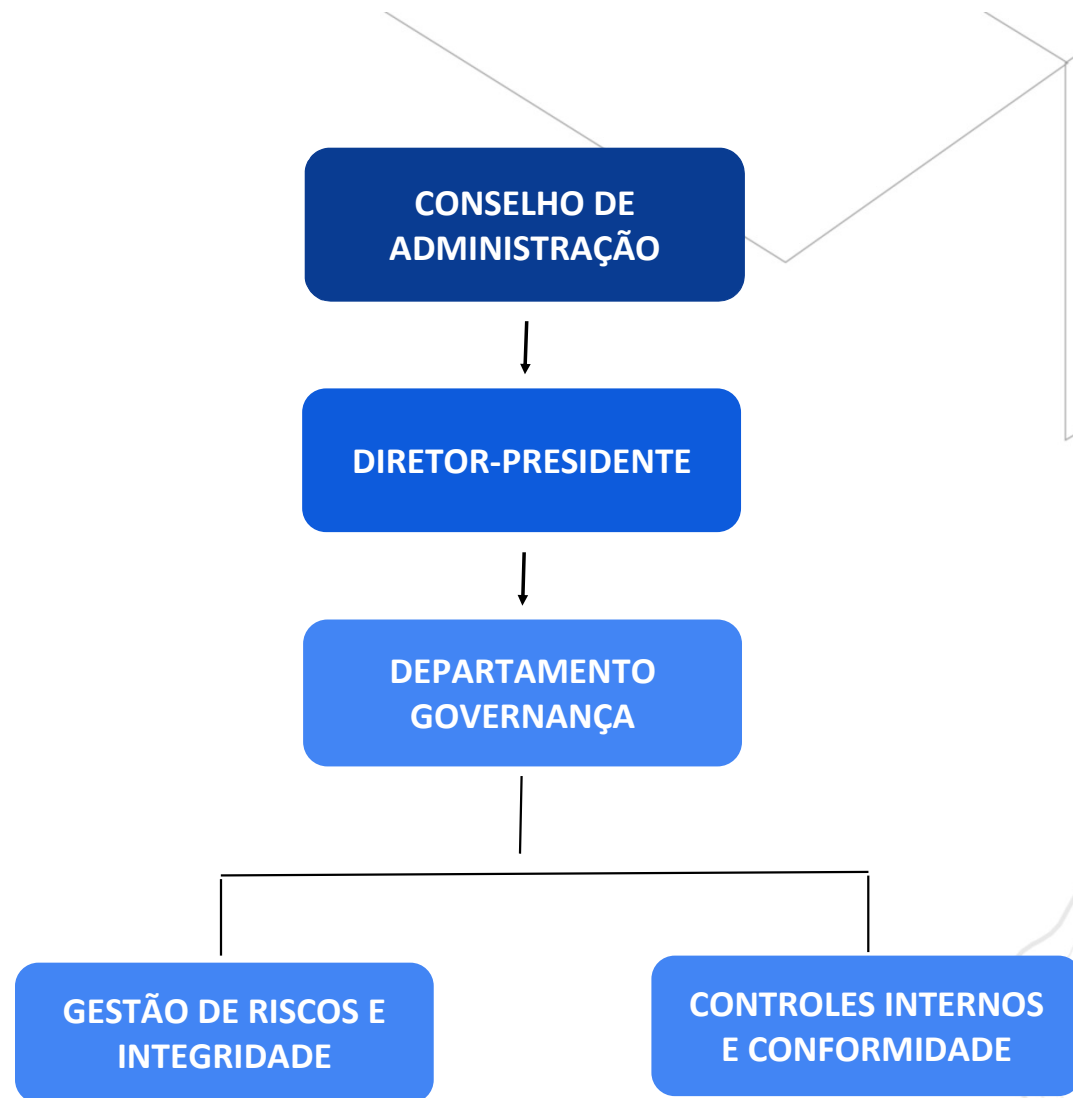 CONSELHO DE
ADMINISTRAÇÃO
DIRETOR-PRESIDENTE
DEPARTAMENTO
GOVERNANÇA
GESTÃO DE RISCOS E
INTEGRIDADE
CONTROLES INTERNOS
E CONFORMIDADE